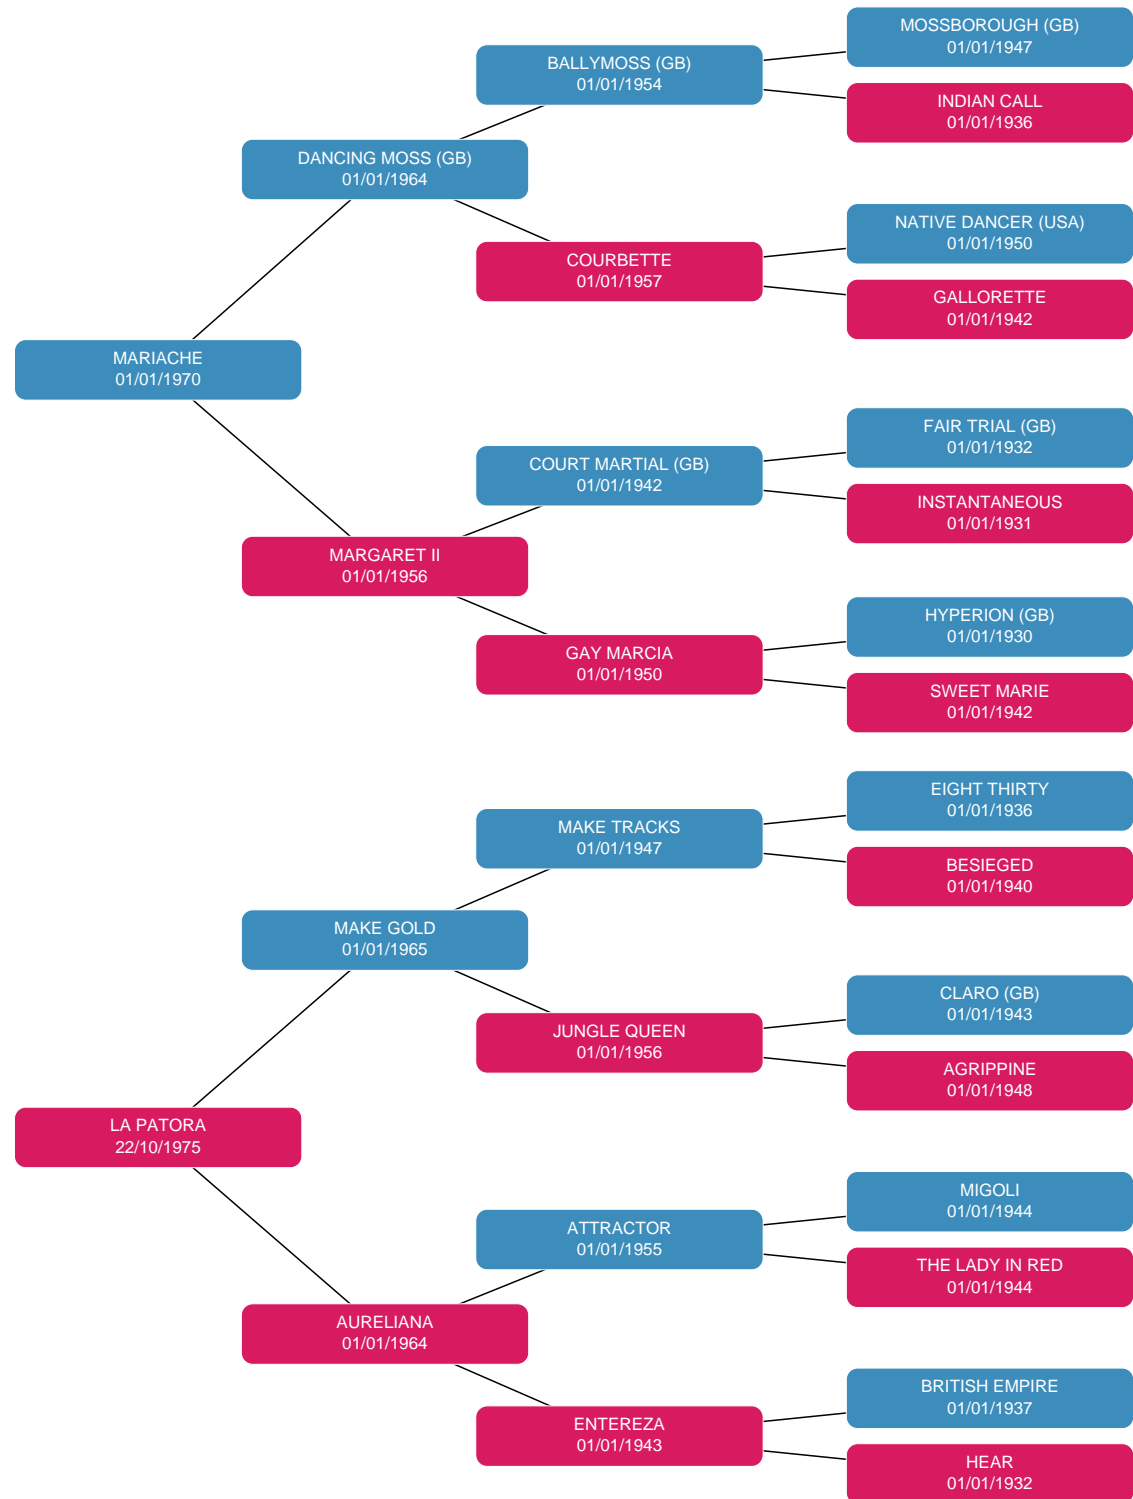 MOSSBOROUGH (GB)
01/01/1947
BALLYMOSS (GB)
01/01/1954
INDIAN CALL
01/01/1936
DANCING MOSS (GB)
01/01/1964
NATIVE DANCER (USA)
01/01/1950
COURBETTE
01/01/1957
GALLORETTE
01/01/1942
MARIACHE
01/01/1970
FAIR TRIAL (GB)
01/01/1932
COURT MARTIAL (GB)
01/01/1942
INSTANTANEOUS
01/01/1931
MARGARET II
01/01/1956
HYPERION (GB)
01/01/1930
GAY MARCIA
01/01/1950
SWEET MARIE
01/01/1942
EIGHT THIRTY
01/01/1936
MAKE TRACKS
01/01/1947
BESIEGED
01/01/1940
MAKE GOLD
01/01/1965
CLARO (GB)
01/01/1943
JUNGLE QUEEN
01/01/1956
AGRIPPINE
01/01/1948
LA PATORA
22/10/1975
MIGOLI
01/01/1944
ATTRACTOR
01/01/1955
THE LADY IN RED
01/01/1944
AURELIANA
01/01/1964
BRITISH EMPIRE
01/01/1937
ENTEREZA
01/01/1943
HEAR
01/01/1932